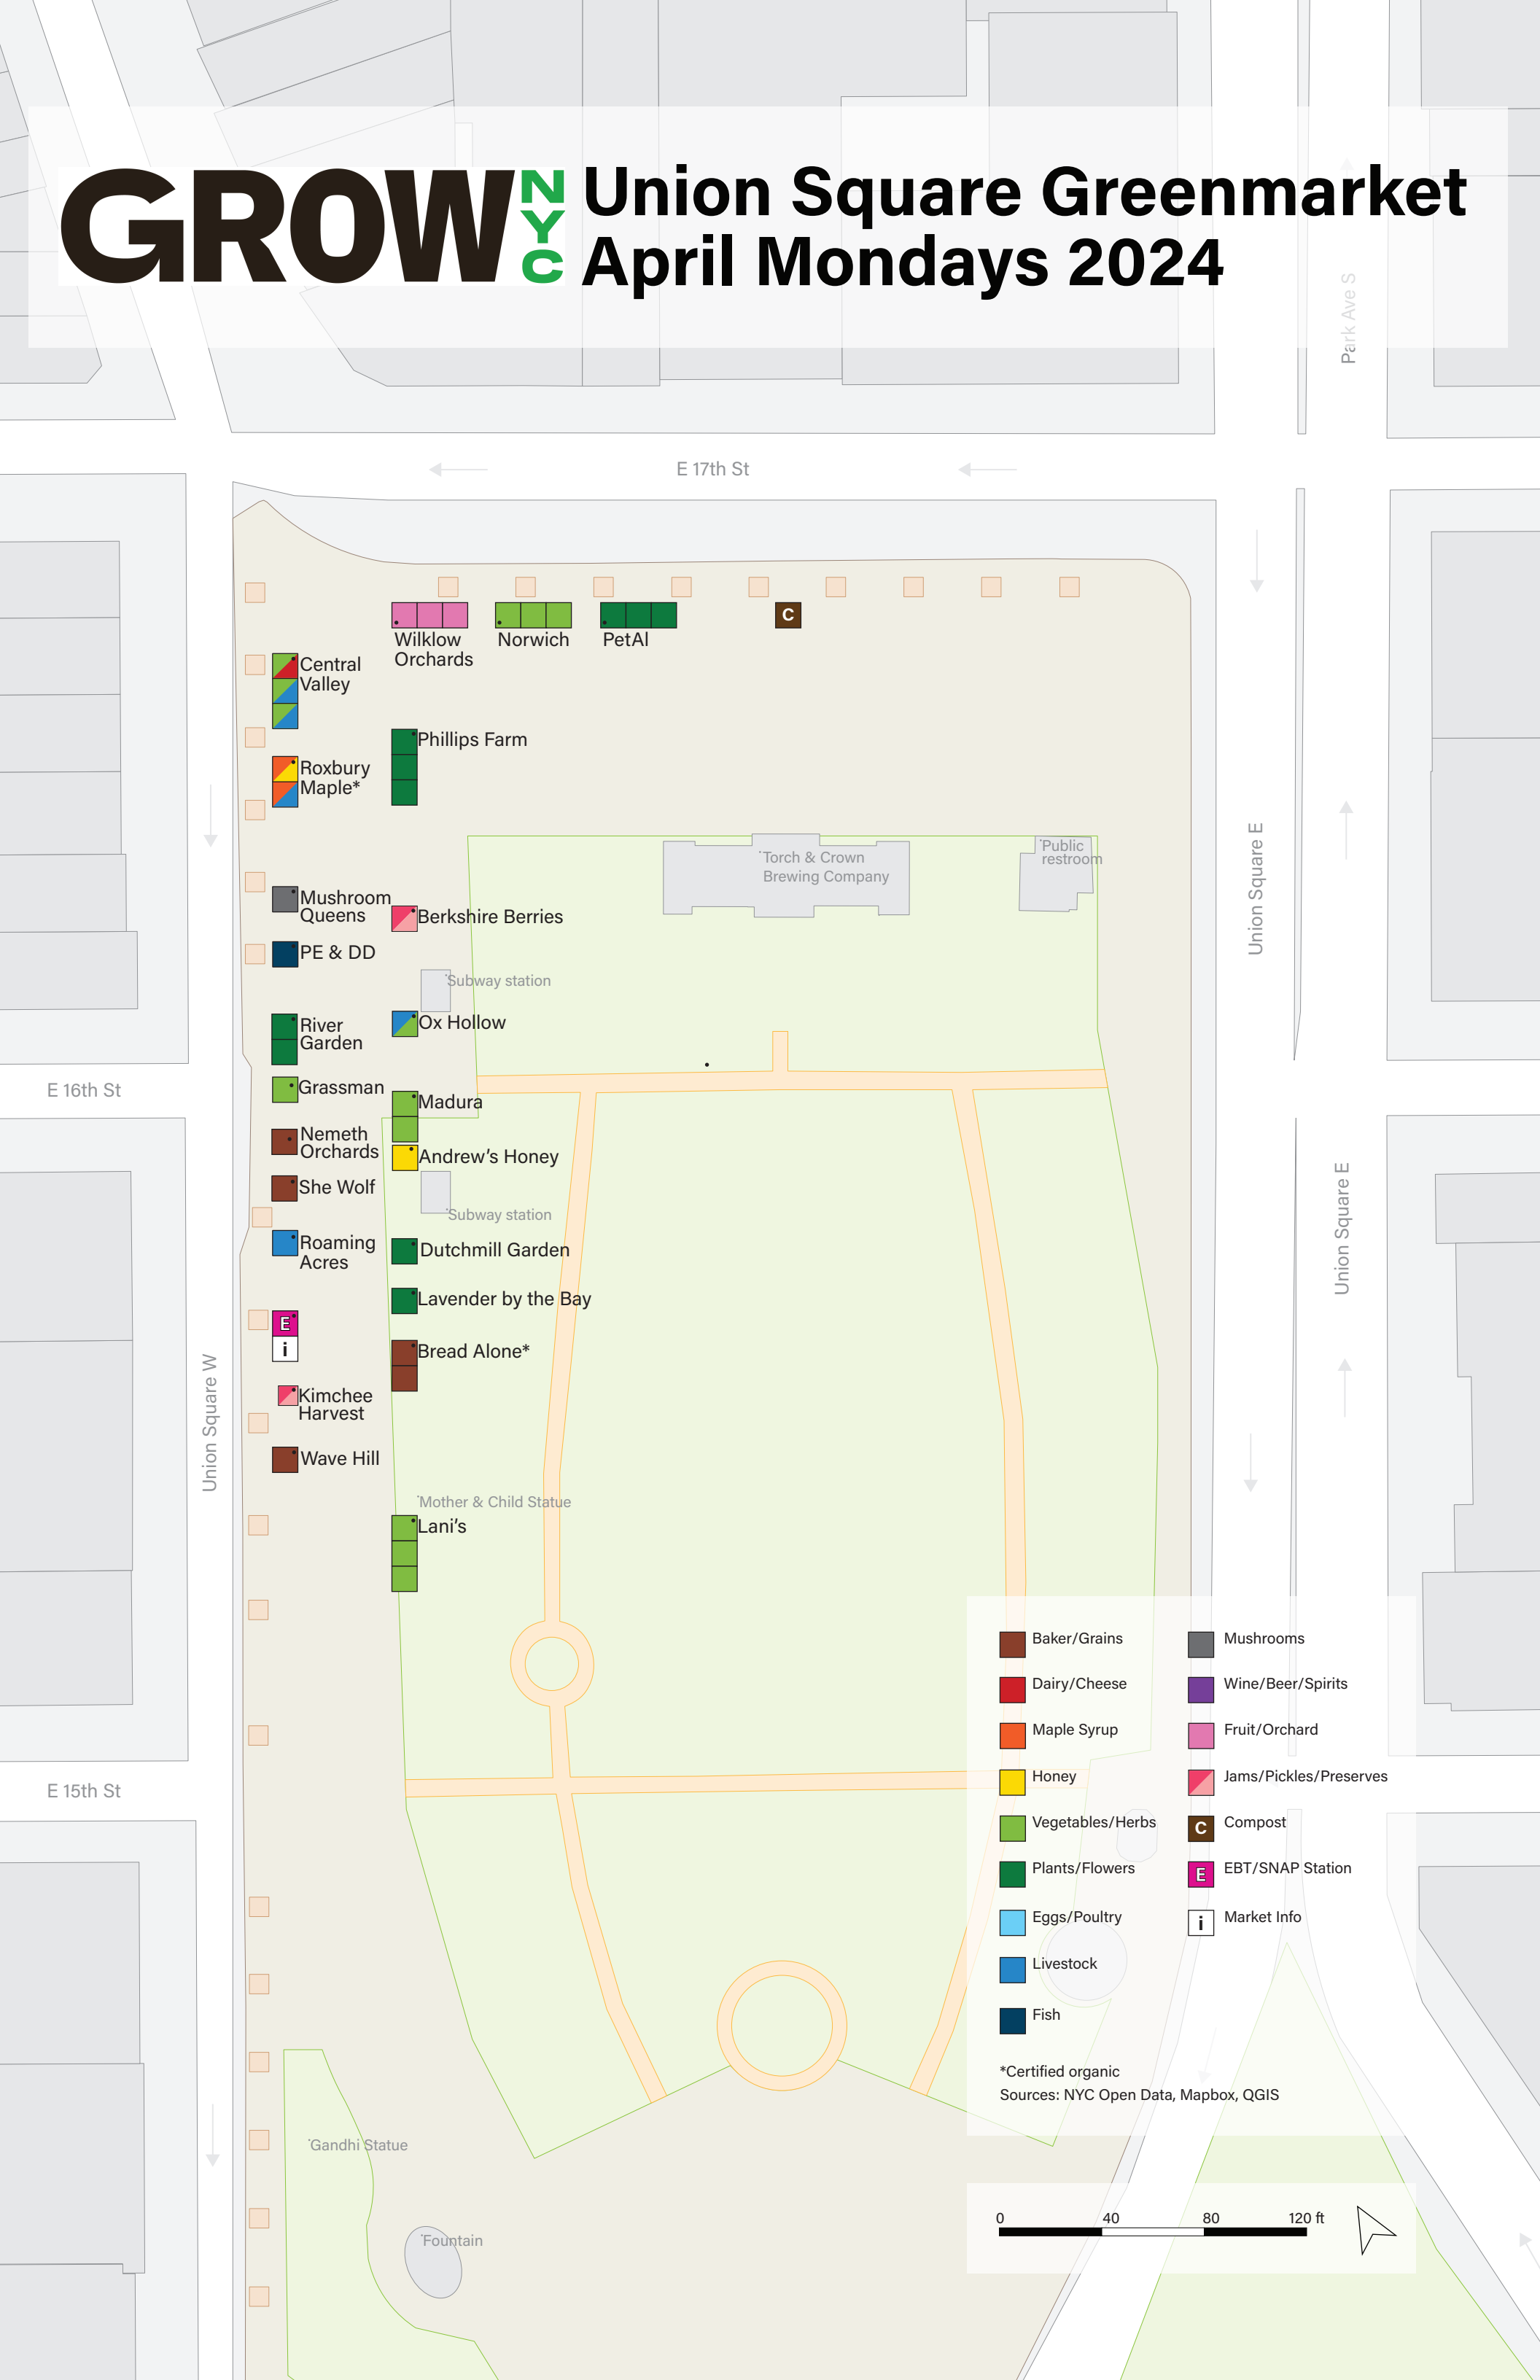 GROW NYC
Union Square Greenmarket
April Mondays 2024
Park Ave S
E 17th St
Wilklow
Orchards
Norwich
PetAl
C
Central
Valley
Phillips Farm
Roxbury
Maple*
Torch & Crown
Brewing Company
Public
restroom
Union Square E
Mushroom
Queens
Berkshire Berries
PE & DD
Subway station
River
Garden
Ox Hollow
E 16th St
Grassman
Madura
Nemeth
Orchards
Andrew’s Honey
She Wolf
Subway station
Union Square E
Roaming
Acres
Dutchmill Garden
Lavender by the Bay
E
i
Bread Alone*
Union Square W
Kimchee
Harvest
Wave Hill
Mother & Child Statue
Lani’s
E 15th St
Baker/Grains
Dairy/Cheese
Maple Syrup
Honey
Vegetables/Herbs
Plants/Flowers
Eggs/Poultry
Livestock
Fish
Mushrooms
Wine/Beer/Spirits
Fruit/Orchard
Jams/Pickles/Preserves
C Compost
E EBT/SNAP Station
i Market Info
*Certified organic
Sources: NYC Open Data, Mapbox, QGIS
Gandhi Statue
Fountain
0 40 80 120 ft